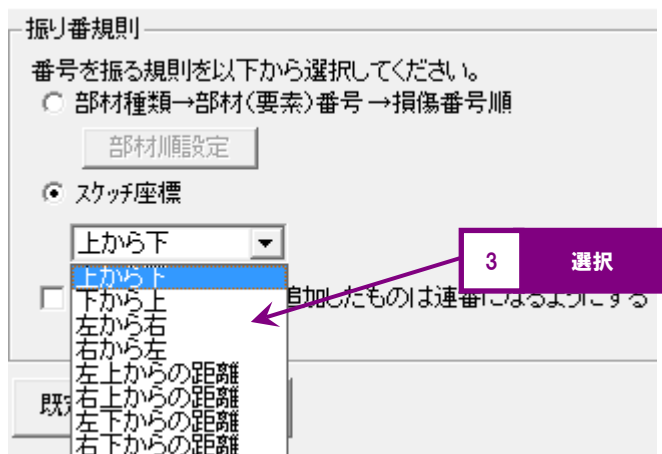 振り番規則
番号を振る規則を以下から選択してください。
部材種類→部材(要素)番号→損傷番号順
部材順設定
スケッチ座標
上から下
3 選択
上から下
追加したものは連番になるようにする
下から上
左から右
右から左
左上からの距離
右上からの距離
既定
左下からの距離
右下からの距離